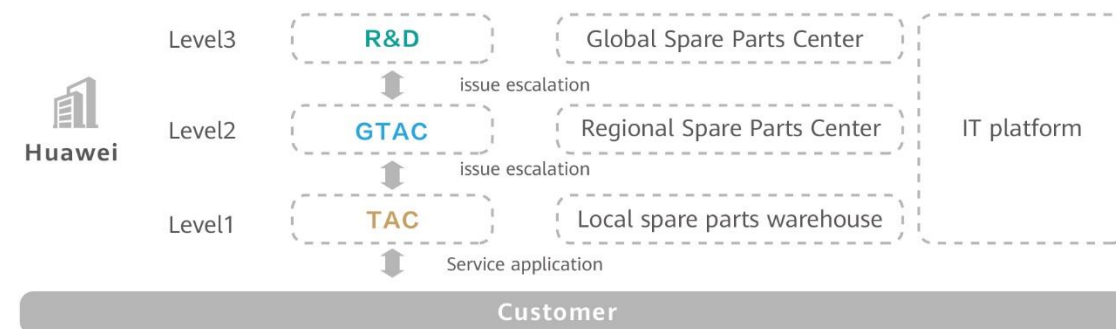 Level3 R&D Global Spare Parts Center
issue escalation
Huawei Level2 GTAC Regional Spare Parts Center IT platform
issue escalation
Level1 TAC Local spare parts warehouse
Service application
Customer